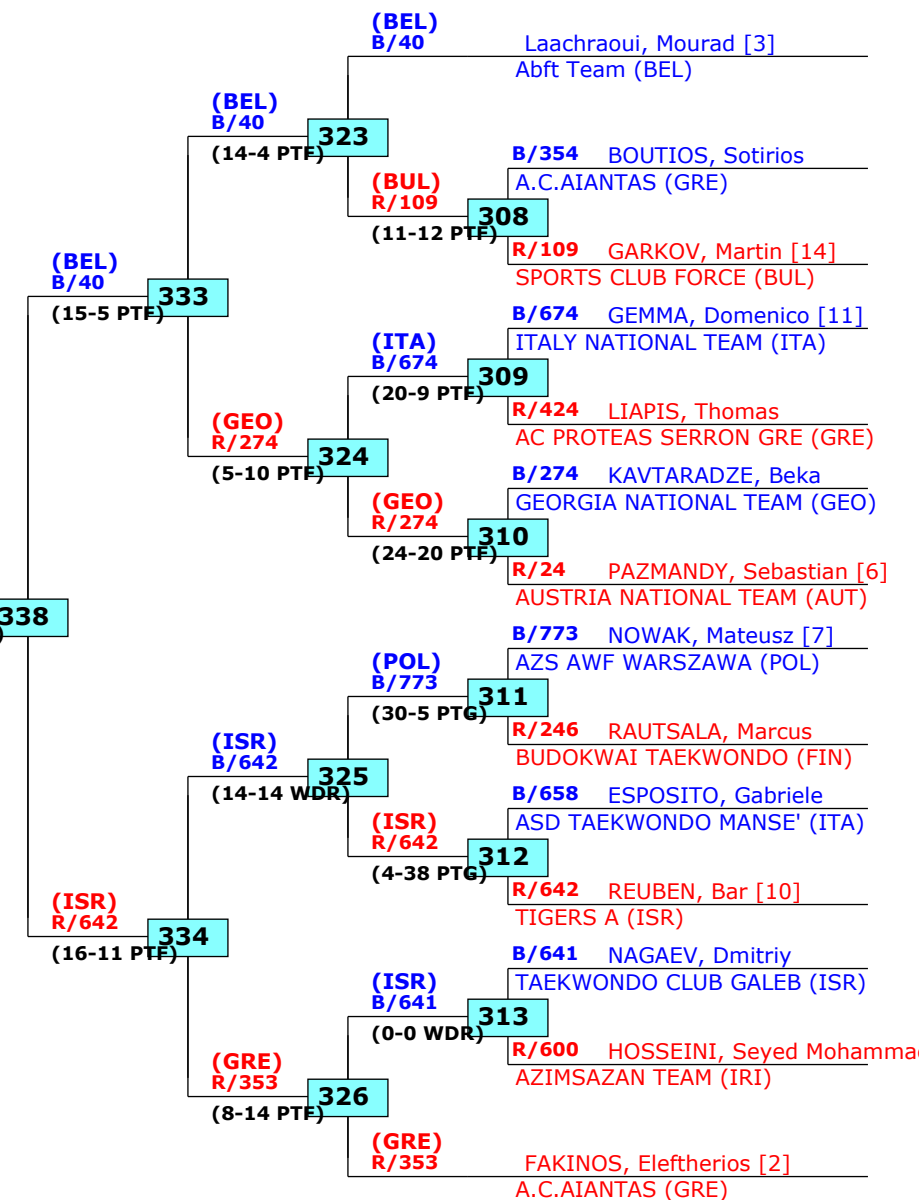 (BEL)
B/40
Laachraoui, Mourad [3]
Abft Team (BEL)
(BEL)
B/40
323
(14-4 PTF)
B/354 BOUTIOS, Sotirios
A.C.AIANTAS (GRE)
(BUL)
R/109
308
(11-12 PTF)
R/109 GARKOV, Martin [14]
SPORTS CLUB FORCE (BUL)
(BEL)
B/40
333
(15-5 PTF)
B/674 GEMMA, Domenico [11]
ITALY NATIONAL TEAM (ITA)
(ITA)
B/674
309
(20-9 PTF)
R/424 LIAPIS, Thomas
AC PROTEAS SERRON GRE (GRE)
(GEO)
R/274
324
(5-10 PTF)
B/274 KAVTARADZE, Beka
GEORGIA NATIONAL TEAM (GEO)
(GEO)
R/274
310
(24-20 PTF)
R/24 PAZMANDY, Sebastian [6]
AUSTRIA NATIONAL TEAM (AUT)
338
)
B/773 NOWAK, Mateusz [7]
AZS AWF WARSZAWA (POL)
(POL)
B/773
311
(30-5 PTG)
R/246 RAUTSALA, Marcus
BUDOKWAI TAEKWONDO (FIN)
(ISR)
B/642
325
(14-14 WDR)
B/658 ESPOSITO, Gabriele
ASD TAEKWONDO MANSE' (ITA)
(ISR)
R/642
312
(4-38 PTG)
R/642 REUBEN, Bar [10]
TIGERS A (ISR)
(ISR)
R/642
334
(16-11 PTF)
B/641 NAGAEV, Dmitriy
TAEKWONDO CLUB GALEB (ISR)
(ISR)
B/641
313
(0-0 WDR)
R/600 HOSSEINI, Seyed Mohammad
AZIMSAZAN TEAM (IRI)
(GRE)
R/353
326
(8-14 PTF)
(GRE)
R/353
FAKINOS, Eleftherios [2]
A.C.AIANTAS (GRE)